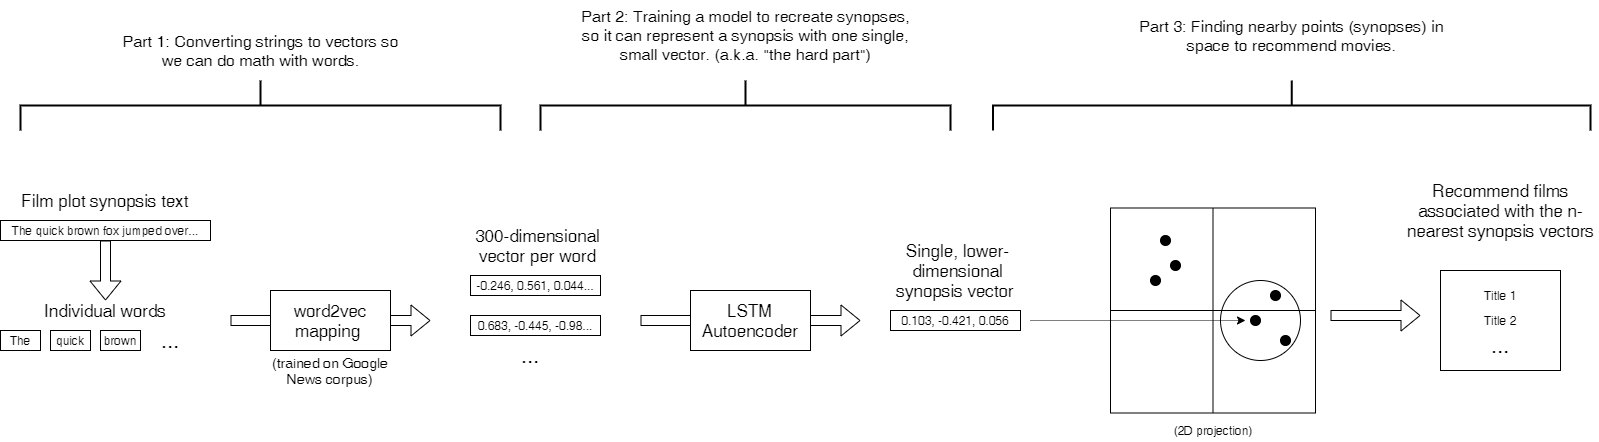 Part 1: Converting strings to vectors so
we can do math with words.
Part 2: Training a model to recreate synopses,
so it can represent a synopsis with one single,
small vector. (a.k.a. "the hard part")
Part 3: Finding nearby points (synopses) in
space to recommend movies.
Film plot synopsis text
The quick brown fox jumped over...
Individual words
The
quick
brown
...
word2vec
mapping
(trained on Google
News corpus)
300-dimensional
vector per word
-0.246, 0.561, 0.044...
0.683, -0.445, -0.98...
...
LSTM
Autoencoder
Single, lower-
dimensional
synopsis vector
0.103, -0.421, 0.056
(2D projection)
Recommend films
associated with the n-
nearest synopsis vectors
Title 1
Title 2
...